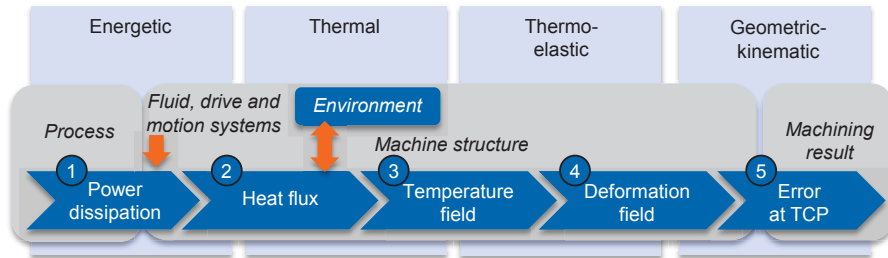 Energetic
Thermal
Thermo-
elastic
Geometric-
kinematic
Process
Fluid, drive and
motion systems
Environment
Machine structure
Machining
result
1
Power
dissipation
2
Heat flux
3
Temperature
field
4
Deformation
field
5
Error
at TCP